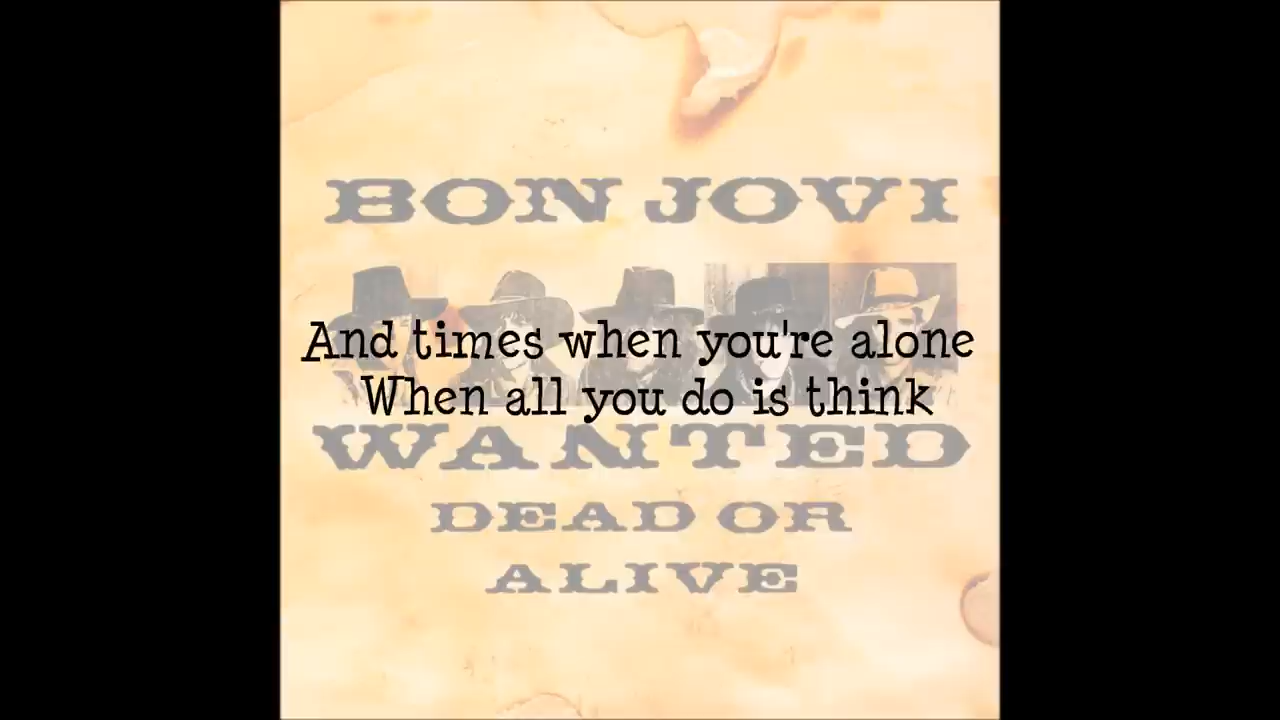 BON JOVI
And times when you're alone
When all you do is think
WANTED
DEAD OR
ALIVE